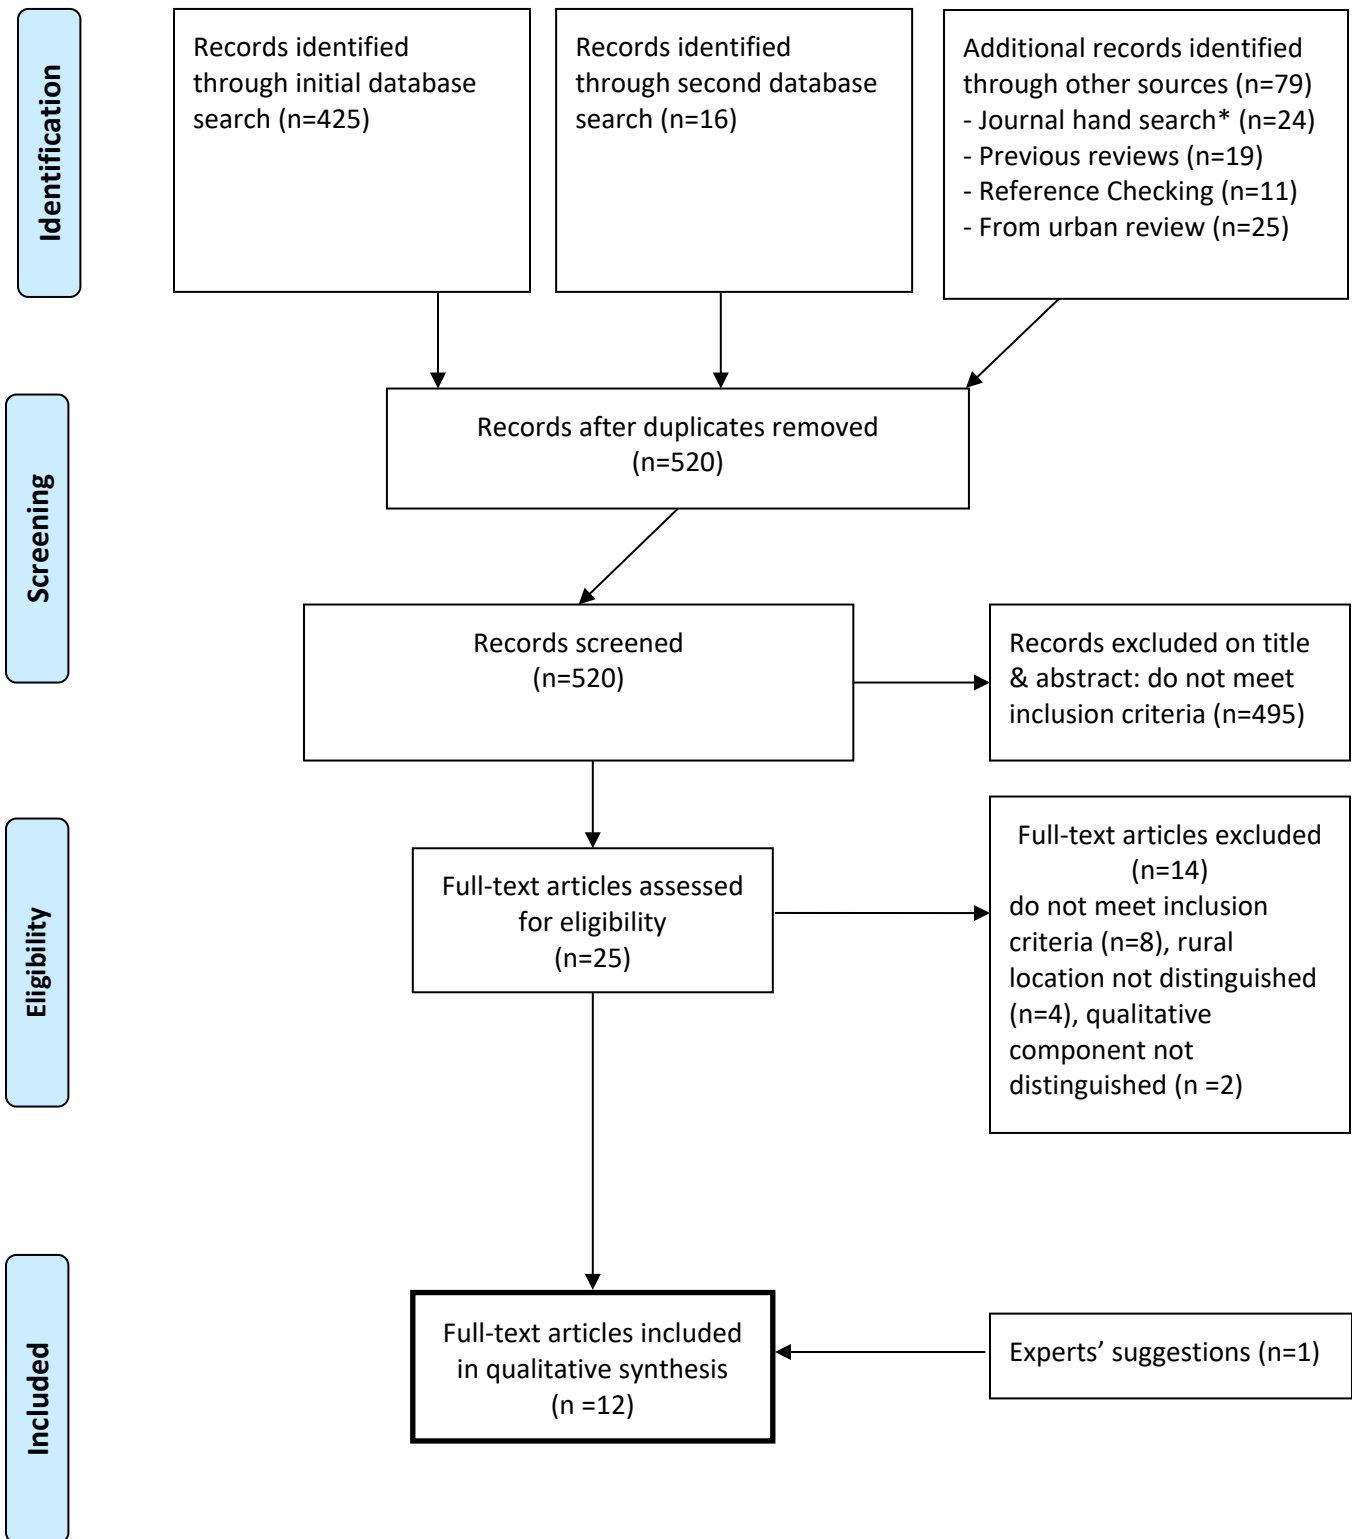 Identification
Records identified
through initial database
search (n=425)
Records identified
through second database
search (n=16)
Additional records identified
through other sources (n=79)
- Journal hand search* (n=24)
- Previous reviews (n=19)
- Reference Checking (n=11)
- From urban review (n=25)
Screening
Records after duplicates removed
(n=520)
Records screened
(n=520)
Records excluded on title
& abstract: do not meet
inclusion criteria (n=495)
Eligibility
Full-text articles assessed
for eligibility
(n=25)
Full-text articles excluded
(n=14)
do not meet inclusion
criteria (n=8), rural
location not distinguished
(n=4), qualitative
component not
distinguished (n =2)
Included
Full-text articles included
in qualitative synthesis
(n =12)
Experts’ suggestions (n=1)